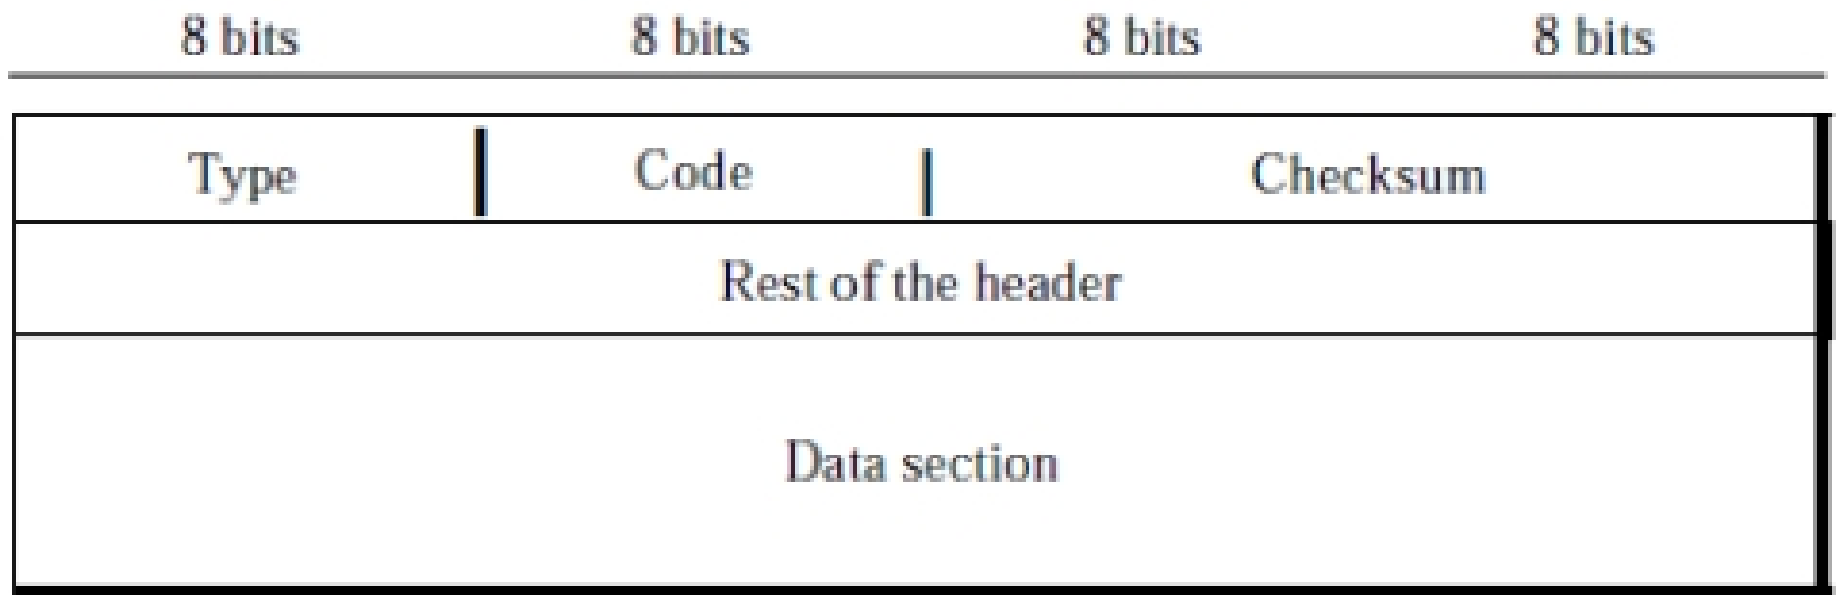 8 bits 8 bits 8 bits 8 bits
Type Code Checksum
Rest of the header
Data section